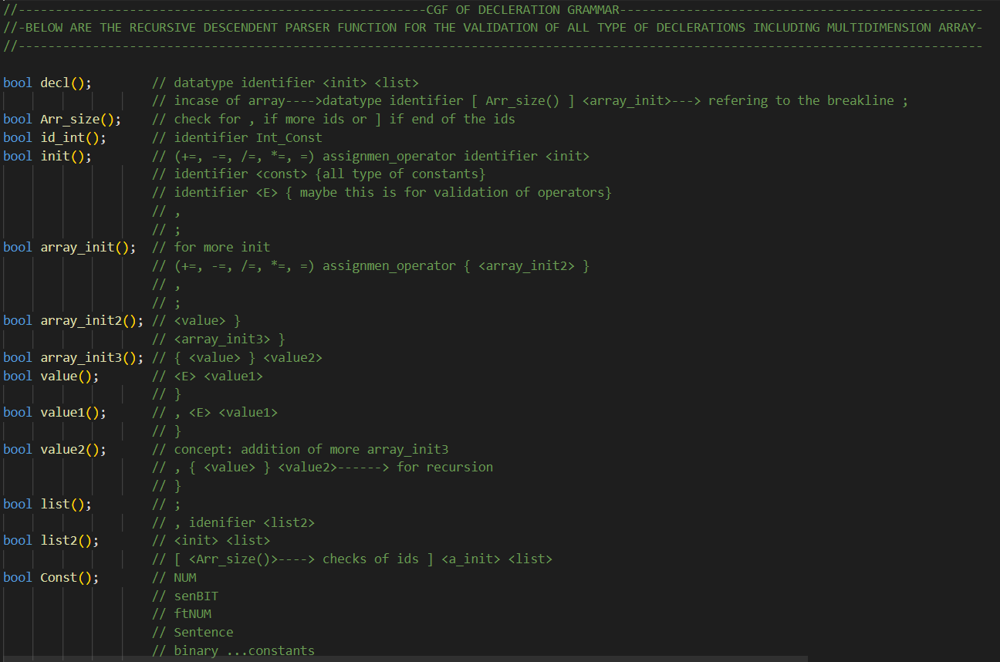 //-------------------------------------------------------CGF OF DECLERATION GRAMMAR-------------------------------------------------
//-BELOW ARE THE RECURSIVE DESCENDENT PARSER FUNCTION FOR THE VALIDATION OF ALL TYPE OF DECLERATIONS INCLUDING MULTIDIMENSION ARRAY-
//----------------------------------------------------------------------------------------------------------------------------------
bool decl();        // datatype identifier <init> <list>
                    // incase of array---->datatype identifier [ Arr_size() ] <array_init>---> refering to the breakline ;
bool Arr_size();    // check for , if more ids or ] if end of the ids
bool id_int();      // identifier Int_Const
bool init();        // (+=, -=, /=, *=, =) assignmen_operator identifier <init>
                    // identifier <const> {all type of constants}
                    // identifier <E> { maybe this is for validation of operators}
                    // ,
                    // ;
bool array_init();  // for more init
                    // (+=, -=, /=, *=, =) assignmen_operator { <array_init2> }
                    // ,
                    // ;
bool array_init2(); // <value> }
                    // <array_init3> }
bool array_init3(); // { <value> } <value2>
bool value();       // <E> <value1>
                    // }
bool value1();      // , <E> <value1>
                    // }
bool value2();      // concept: addition of more array_init3
                    // , { <value> } <value2>------> for recursion
                    // }
bool list();        // ;
                    // , idenifier <list2>
bool list2();       // <init> <list>
                    // [ <Arr_size()>----> checks of ids ] <a_init> <list>
bool Const();       // NUM
                    // senBIT
                    // ftNUM
                    // Sentence
                    // binary ...constants